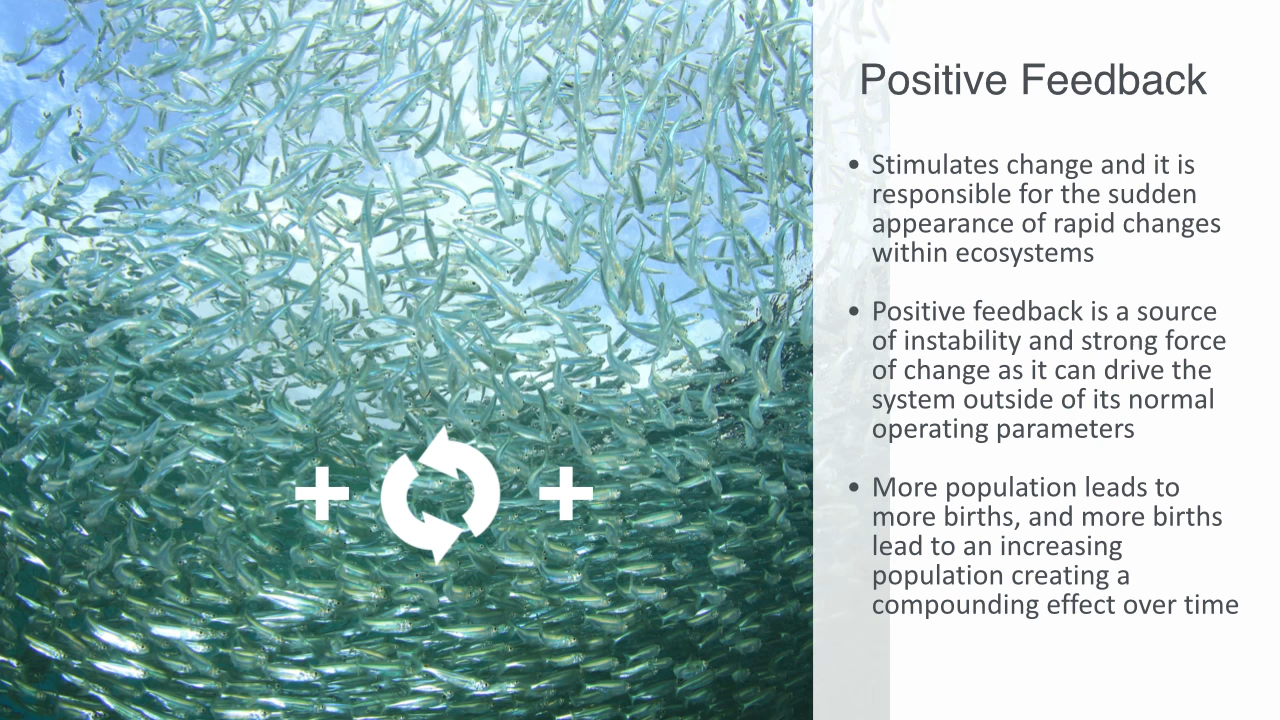 Positive Feedback
• Stimulates change and it is
responsible for the sudden
appearance of rapid changes
within ecosystems
• Positive feedback is a source
of instability and strong force
of change as it can drive the
system outside of its normal
operating parameters
• More population leads to
more births, and more births
lead to an increasing
population creating a
compounding effect over time
+ +